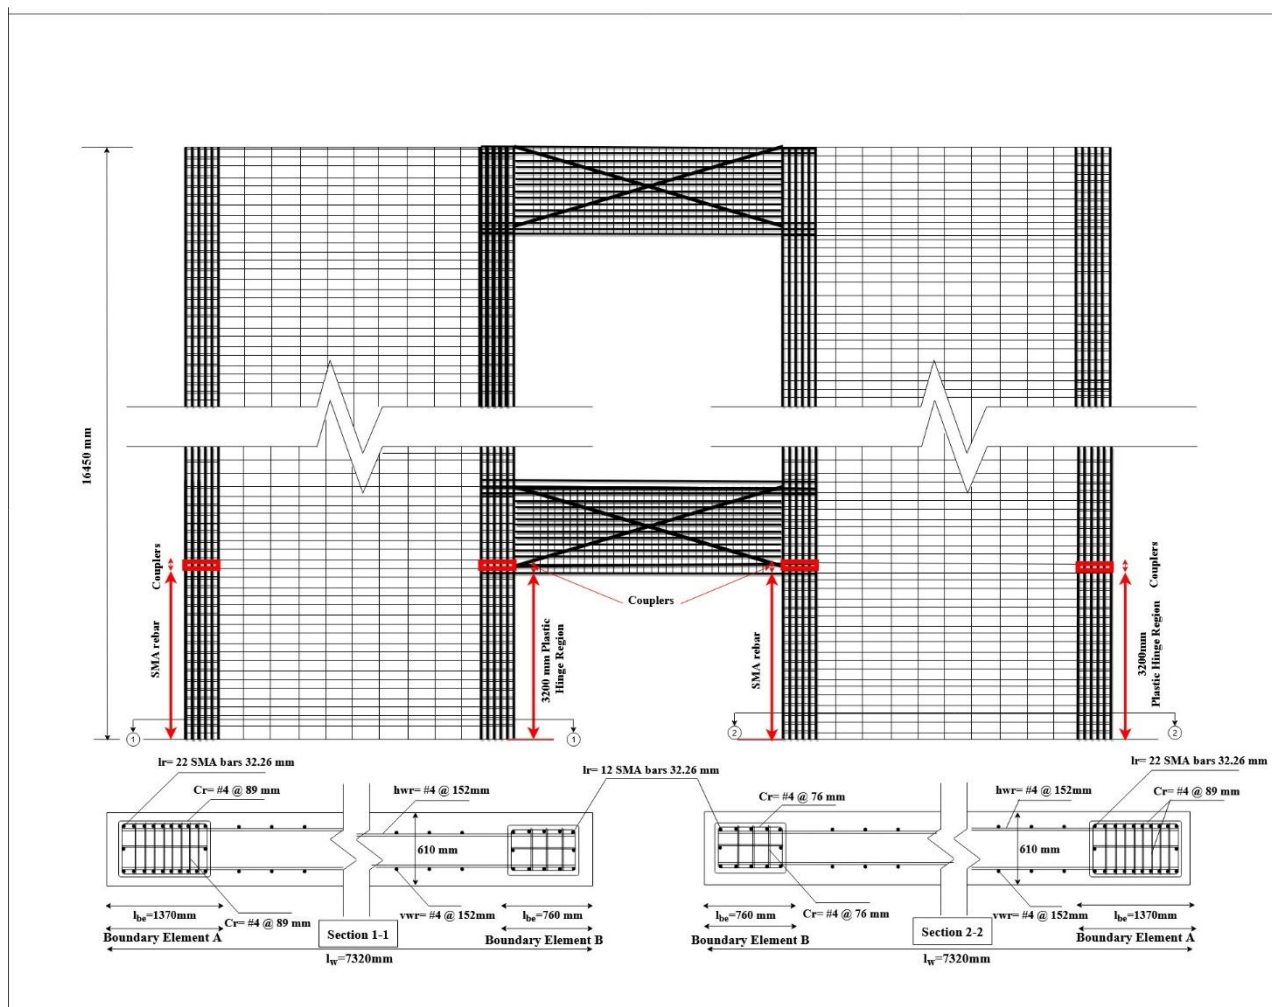 16450 mm
Couplers
SMA rebar
Couplers
3200 mm Plastic
Hinge Region
SMA rebar
Couplers
3200mm
Plastic Hinge Region
1
1
2
2
lr= 22 SMA bars 32.26 mm
Cr= #4 @ 89 mm
hwr= #4 @ 152mm
lr= 12 SMA bars 32.26 mm
Cr= #4 @ 76 mm
hwr= #4 @ 152mm
lr= 22 SMA bars 32.26 mm
Cr= #4 @ 89 mm
610 mm
610 mm
lbe=1370mm
Cr= #4 @ 89 mm
vwr= #4 @ 152mm
lbe=760 mm
lbe=760 mm
Cr= #4 @ 76 mm
vwr= #4 @ 152mm
lbe=1370mm
Boundary Element A
Section 1-1
Boundary Element B
Boundary Element B
Section 2-2
Boundary Element A
lw=7320mm
lw=7320mm